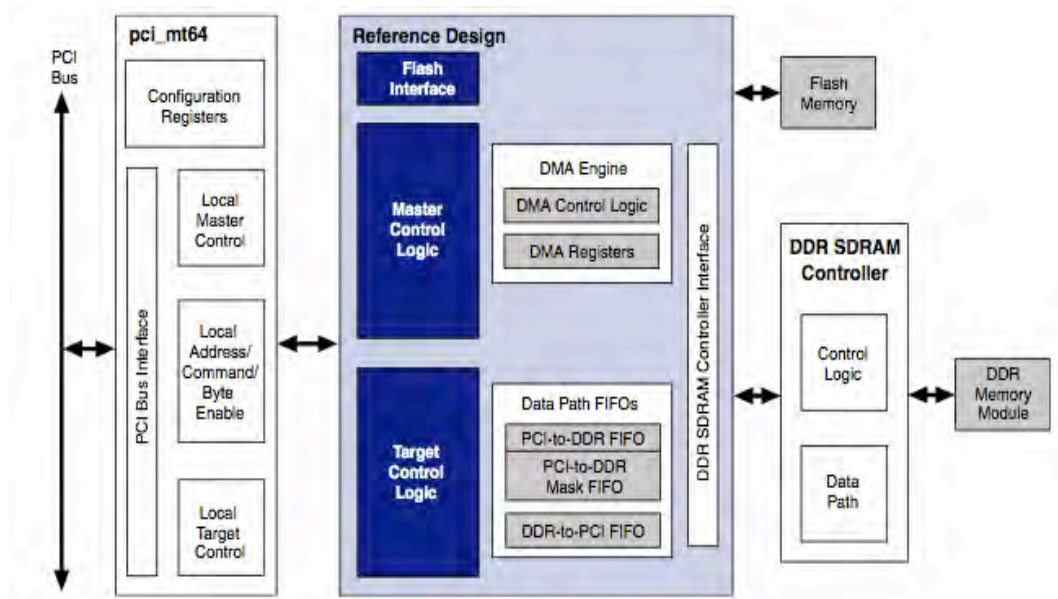 PCI
Bus
pci_mt64
Configuration
Registers
PCI Bus Interface
Local
Master
Control
Local
Address/
Command/
Byte
Enable
Local
Target
Control
Reference Design
Flash
Interface
Master
Control
Logic
Target
Control
Logic
DMA Engine
DMA Control Logic
DMA Registers
Data Path FIFOs
PCI-to-DDR FIFO
PCI-to-DDR
Mask FIFO
DDR-to-PCI FIFO
DDR SDRAM Controller Interface
Flash
Memory
DDR SDRAM
Controller
Control
Logic
Data
Path
DDR
Memory
Module